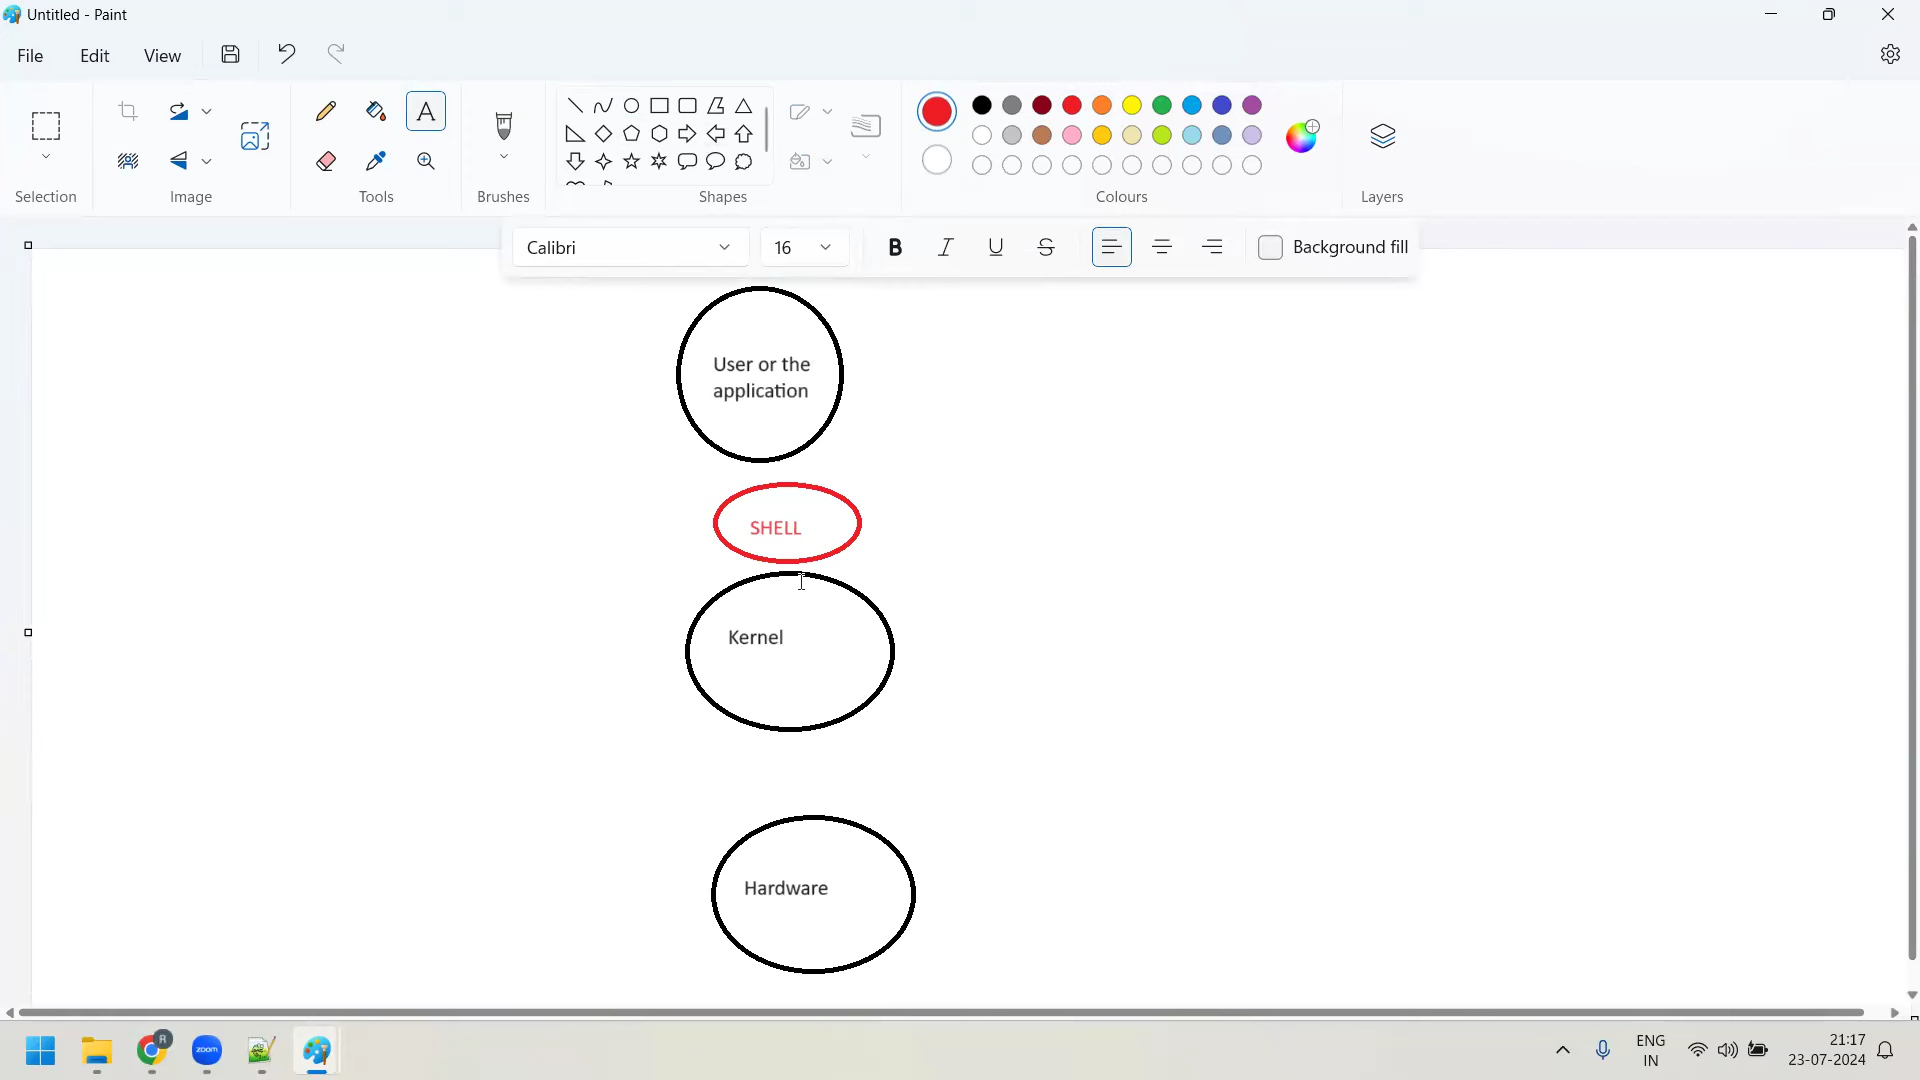 Untitled - Paint
File Edit View
Selection Image Tools Brushes Shapes Colours Layers
Calibri 16 B I U S Background fill
User or the
application
SHELL
Kernel
Hardware
R
zoom
ENG 21:17
IN 23-07-2024